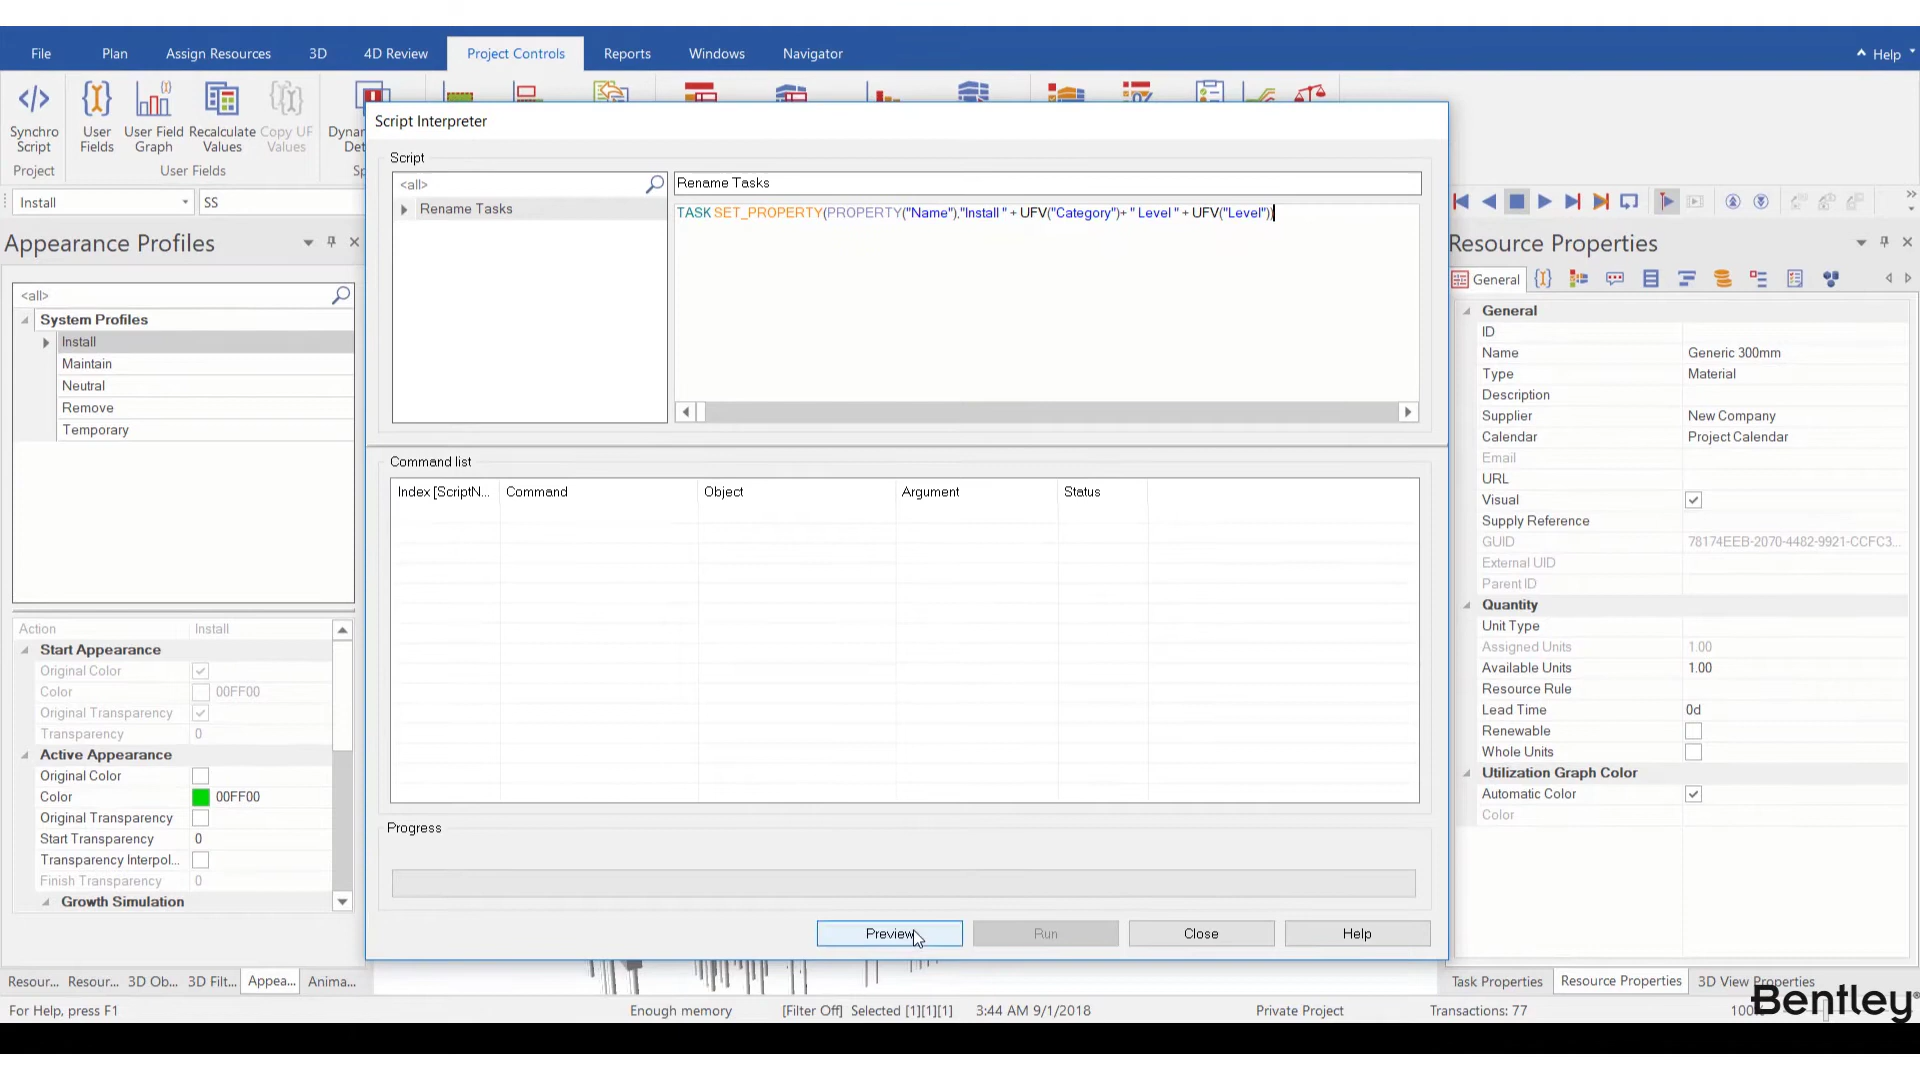 File Plan Assign Resources 3D 4D Review Project Controls Reports Windows Navigator Help
Synchro Script
User Fields
User Field Graph
Recalculate Values
Copy UF Values
Project
User Fields
Install
SS
Appearance Profiles
<all>
System Profiles
Install
Maintain
Neutral
Remove
Temporary
Action Install
Start Appearance
Original Color
Color 00FF00
Original Transparency
Transparency 0
Active Appearance
Original Color
Color 00FF00
Original Transparency
Start Transparency 0
Transparency Interpol...
Finish Transparency 0
Growth Simulation
Resour... Resour... 3D Ob... 3D Filt... Appea... Anima...
Script Interpreter
Script
<all>
Rename Tasks
Rename Tasks
TASK SET_PROPERTY(PROPERTY("Name"),"Install " + UFV("Category")+ " Level " + UFV("Level"))
Command list
Index [ScriptN... Command Object Argument Status
Progress
Preview Run Close Help
Resource Properties
General
General
ID
Name Generic 300mm
Type Material
Description
Supplier New Company
Calendar Project Calendar
Email
URL
Visual
Supply Reference
GUID 78174EEB-2070-4482-9921-CCFC3...
External UID
Parent ID
Quantity
Unit Type
Assigned Units 1.00
Available Units 1.00
Resource Rule
Lead Time 0d
Renewable
Whole Units
Utilization Graph Color
Automatic Color
Color
Task Properties Resource Properties 3D View Properties
For Help, press F1 Enough memory [Filter Off] Selected [1][1][1] 3:44 AM 9/1/2018 Private Project Transactions: 77
Bentley